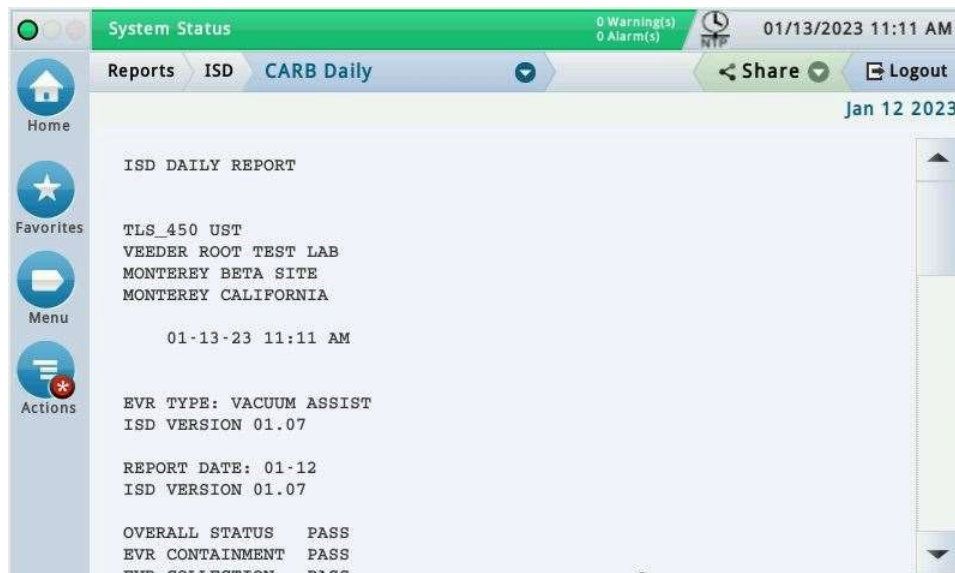 System Status
0 Warning(s)
0 Alarm(s)
NTP
01/13/2023 11:11 AM
Reports ISD CARB Daily
Share
Logout
Jan 12 2023
Home
Favorites
Menu
Actions
ISD DAILY REPORT
TLS_450 UST
VEEDER ROOT TEST LAB
MONTEREY BETA SITE
MONTEREY CALIFORNIA
01-13-23 11:11 AM
EVR TYPE: VACUUM ASSIST
ISD VERSION 01.07
REPORT DATE: 01-12
ISD VERSION 01.07
OVERALL STATUS PASS
EVR CONTAINMENT PASS
EVR COLLECTION PASS